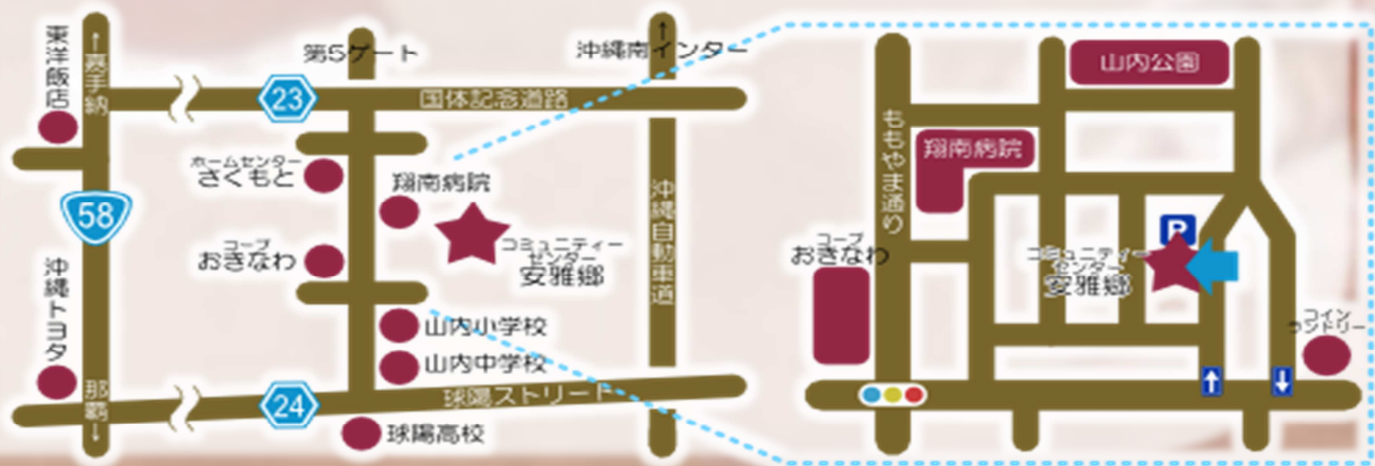 東洋飯店
↑嘉手納
第5ゲート
沖縄南インター
↑
23
国体記念道路
ホームセンター
さくもと
翔南病院
58
コープ
おきなわ
コミュニティー
センター
安雅郷
沖縄自動車道
沖縄トヨタ
山内小学校
山内中学校
那覇↓
24
球陽ストリート
球陽高校
山内公園
ももやま通り
翔南病院
P
コープ
おきなわ
コミュニティー
センター
安雅郷
コイン
ランドリー
↑
↓